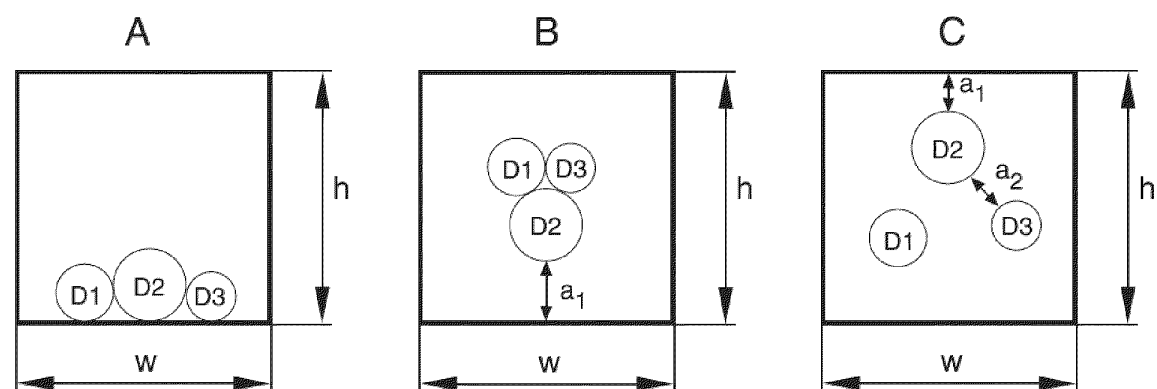 A B C
a₁
h h h
D2
D1 D3
a₂
D2
D1 D3
D1 D2 D3
a₁
w w w